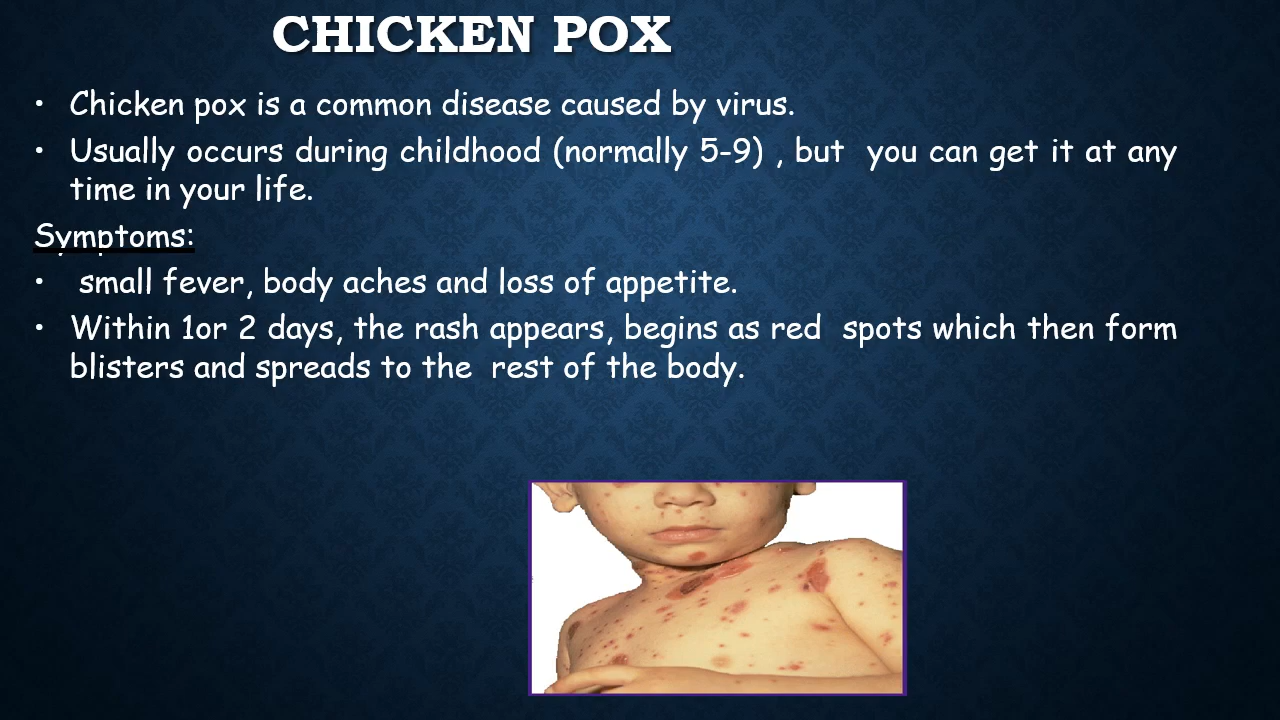 CHICKEN POX
• Chicken pox is a common disease caused by virus.
• Usually occurs during childhood (normally 5-9) , but you can get it at any
time in your life.
Symptoms:
• small fever, body aches and loss of appetite.
• Within 1or 2 days, the rash appears, begins as red spots which then form
blisters and spreads to the rest of the body.